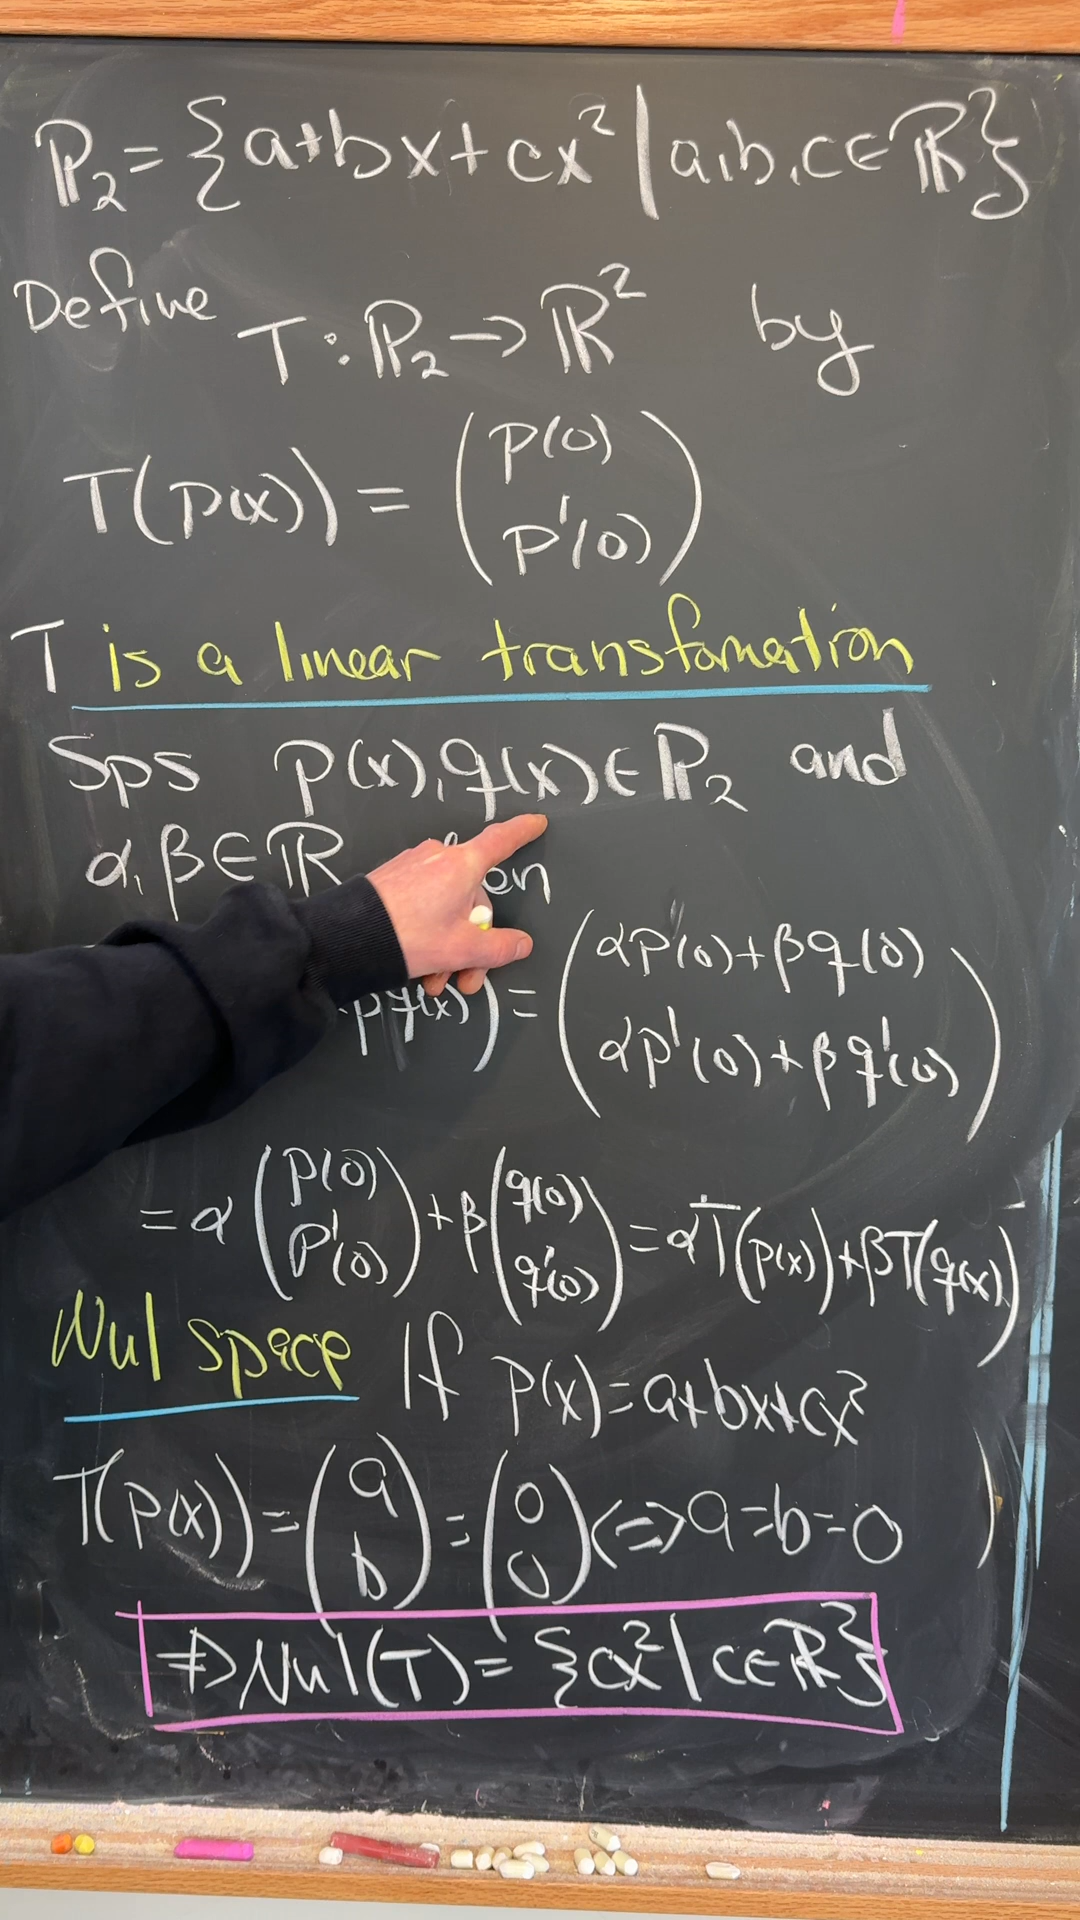 ℙ₂ = {a+bx+cx² | a,b,c∈ℝ}
Define T : ℙ₂ → ℝ² by
T(p(x)) = (p(0) p'(0))
T is a linear transfomation
Sps p(x), q(x) ∈ ℙ₂ and
α, β ∈ ℝ
q(x)) = (αp(0)+βq(0) αp'(0)+βq'(0))
= α (p(0) p'(0)) + β (q(0) q'(0)) = αT(p(x)) + βT(q(x))
Nul space If p(x) = a+bx+cx²
T(p(x)) = (a b) = (0 0) ⟺ a=b=0
⇒ Nul(T) = {cx² | c∈ℝ}